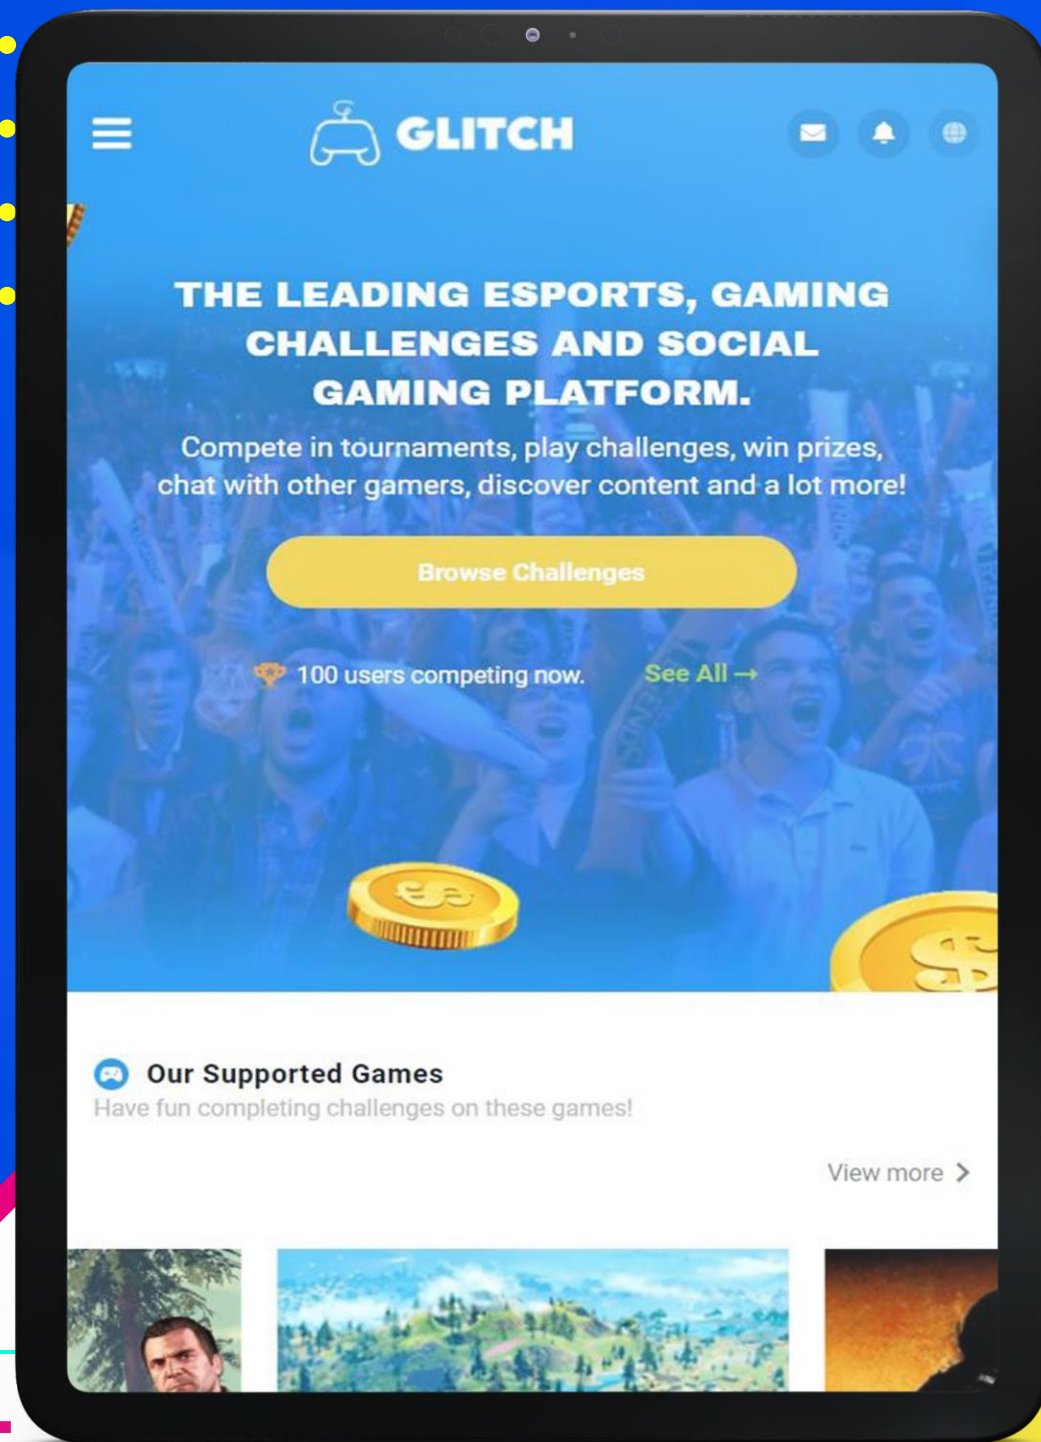 GLITCH
THE LEADING ESPORTS, GAMING
CHALLENGES AND SOCIAL
GAMING PLATFORM.
Compete in tournaments, play challenges, win prizes,
chat with other gamers, discover content and a lot more!
Browse Challenges
100 users competing now.
See All →
$
$
Our Supported Games
Have fun completing challenges on these games!
View more